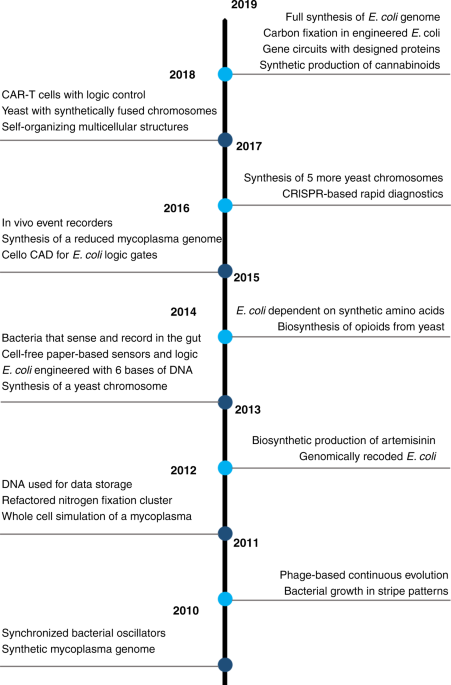 2019
Full synthesis of E. coli genome
Carbon fixation in engineered E. coli
Gene circuits with designed proteins
Synthetic production of cannabinoids
2018
CAR-T cells with logic control
Yeast with synthetically fused chromosomes
Self-organizing multicellular structures
2017
Synthesis of 5 more yeast chromosomes
CRISPR-based rapid diagnostics
2016
In vivo event recorders
Synthesis of a reduced mycoplasma genome
Cello CAD for E. coli logic gates
2015
E. coli dependent on synthetic amino acids
Biosynthesis of opioids from yeast
2014
Bacteria that sense and record in the gut
Cell-free paper-based sensors and logic
E. coli engineered with 6 bases of DNA
Synthesis of a yeast chromosome
2013
Biosynthetic production of artemisinin
Genomically recoded E. coli
2012
DNA used for data storage
Refactored nitrogen fixation cluster
Whole cell simulation of a mycoplasma
2011
Phage-based continuous evolution
Bacterial growth in stripe patterns
2010
Synchronized bacterial oscillators
Synthetic mycoplasma genome